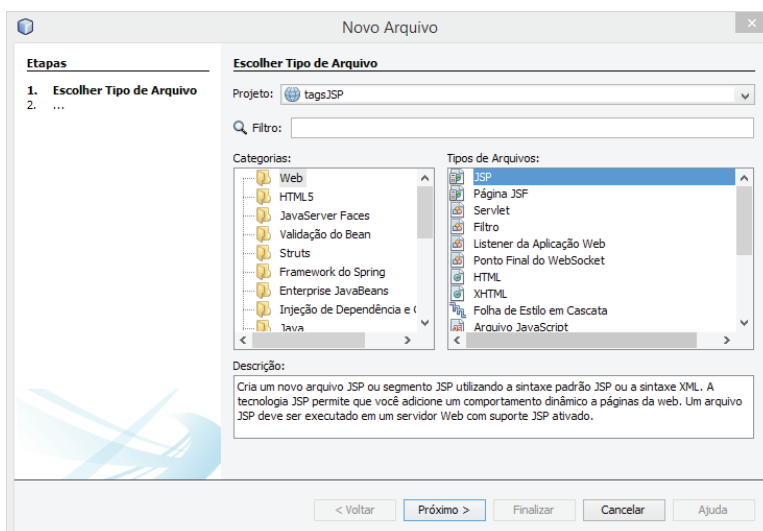 Novo Arquivo
Etapas
1. Escolher Tipo de Arquivo
2. ...
Escolher Tipo de Arquivo
Projeto: tagsJSP
Filtro:
Categorias:
Web
HTML5
JavaServer Faces
Validação do Bean
Struts
Framework do Spring
Enterprise JavaBeans
Injeção de Dependência e
Java
Tipos de Arquivos:
JSP
Página JSF
Servlet
Filtro
Listener da Aplicação Web
Ponto Final do WebSocket
HTML
XHTML
Folha de Estilo em Cascata
Arquivo JavaScript
Descrição:
Cria um novo arquivo JSP ou segmento JSP utilizando a sintaxe padrão JSP ou a sintaxe XML. A
tecnologia JSP permite que você adicione um comportamento dinâmico a páginas da web. Um arquivo
JSP deve ser executado em um servidor Web com suporte JSP ativado.
< Voltar
Próximo >
Finalizar
Cancelar
Ajuda